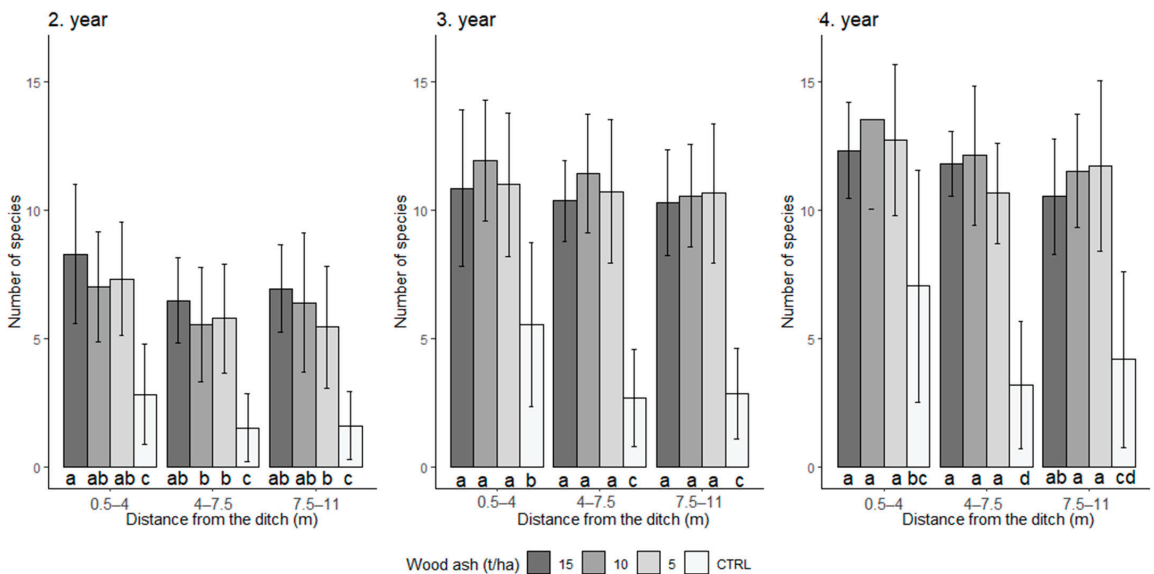 2. year
3. year
4. year
Number of species
15
10
5
0
a ab ab c ab b b c ab ab b c
0.5–4 4–7.5 7.5–11
Distance from the ditch (m)
Number of species
15
10
5
0
a a a b a a a c a a a c
0.5–4 4–7.5 7.5–11
Distance from the ditch (m)
Number of species
15
10
5
0
a a a bc a a a d ab a a cd
0.5–4 4–7.5 7.5–11
Distance from the ditch (m)
Wood ash (t/ha) 15 10 5 CTRL